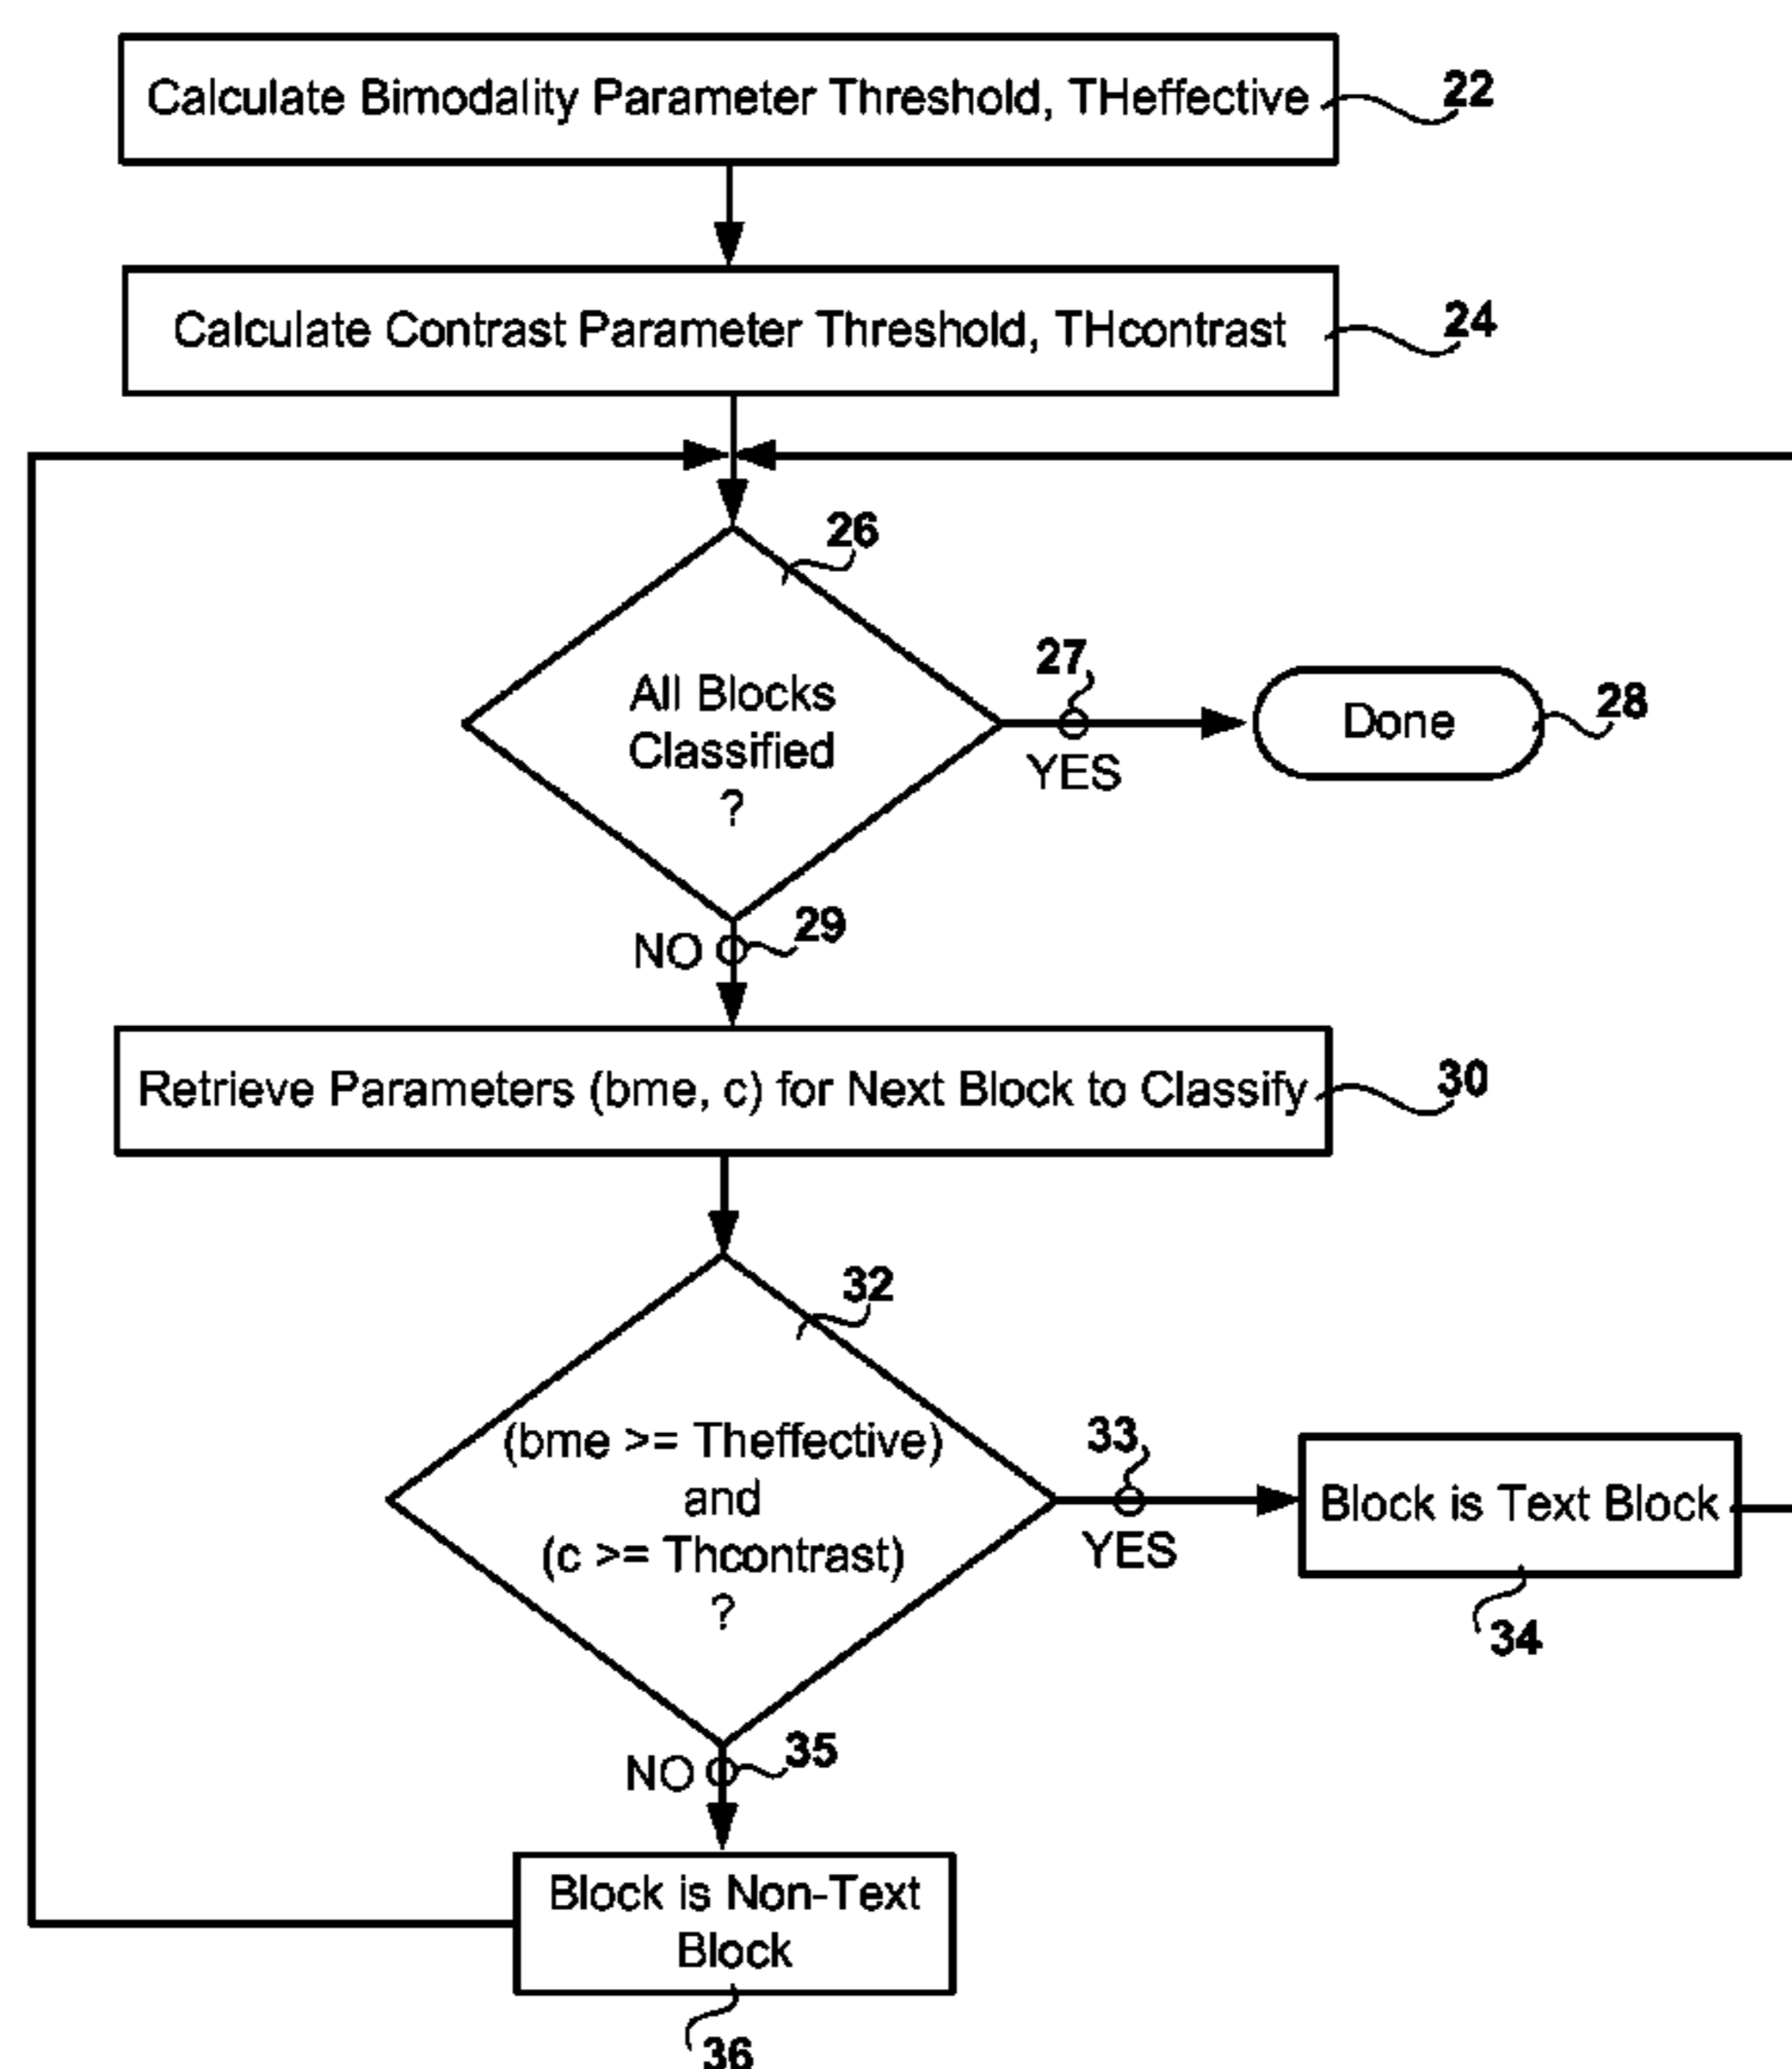 Calculate Bimodality Parameter Threshold, THeffective
22
Calculate Contrast Parameter Threshold, THcontrast
24
26
All Blocks
Classified
?
27
YES
Done
28
NO
29
Retrieve Parameters (bme, c) for Next Block to Classify
30
32
(bme >= Theffective)
and
(c >= Thcontrast)
?
33
YES
Block is Text Block
34
NO
35
Block is Non-Text
Block
36